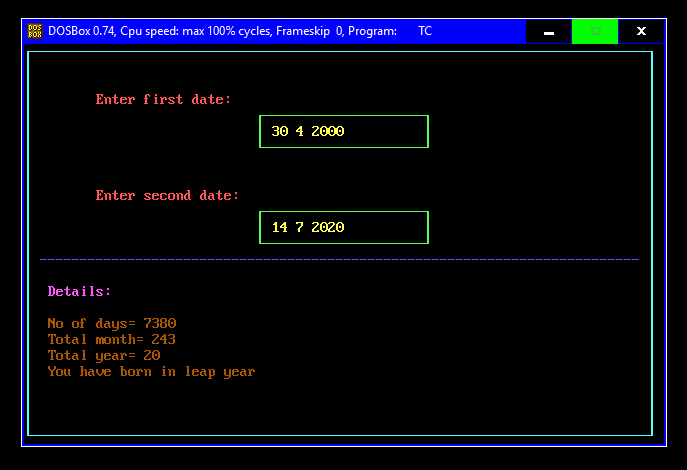 DOS BOX DOSBox 0.74, Cpu speed: max 100% cycles, Frameskip 0, Program: TC
Enter first date:
30 4 2000
Enter second date:
14 7 2020
Details:
No of days= 7380
Total month= 243
Total year= 20
You have born in leap year